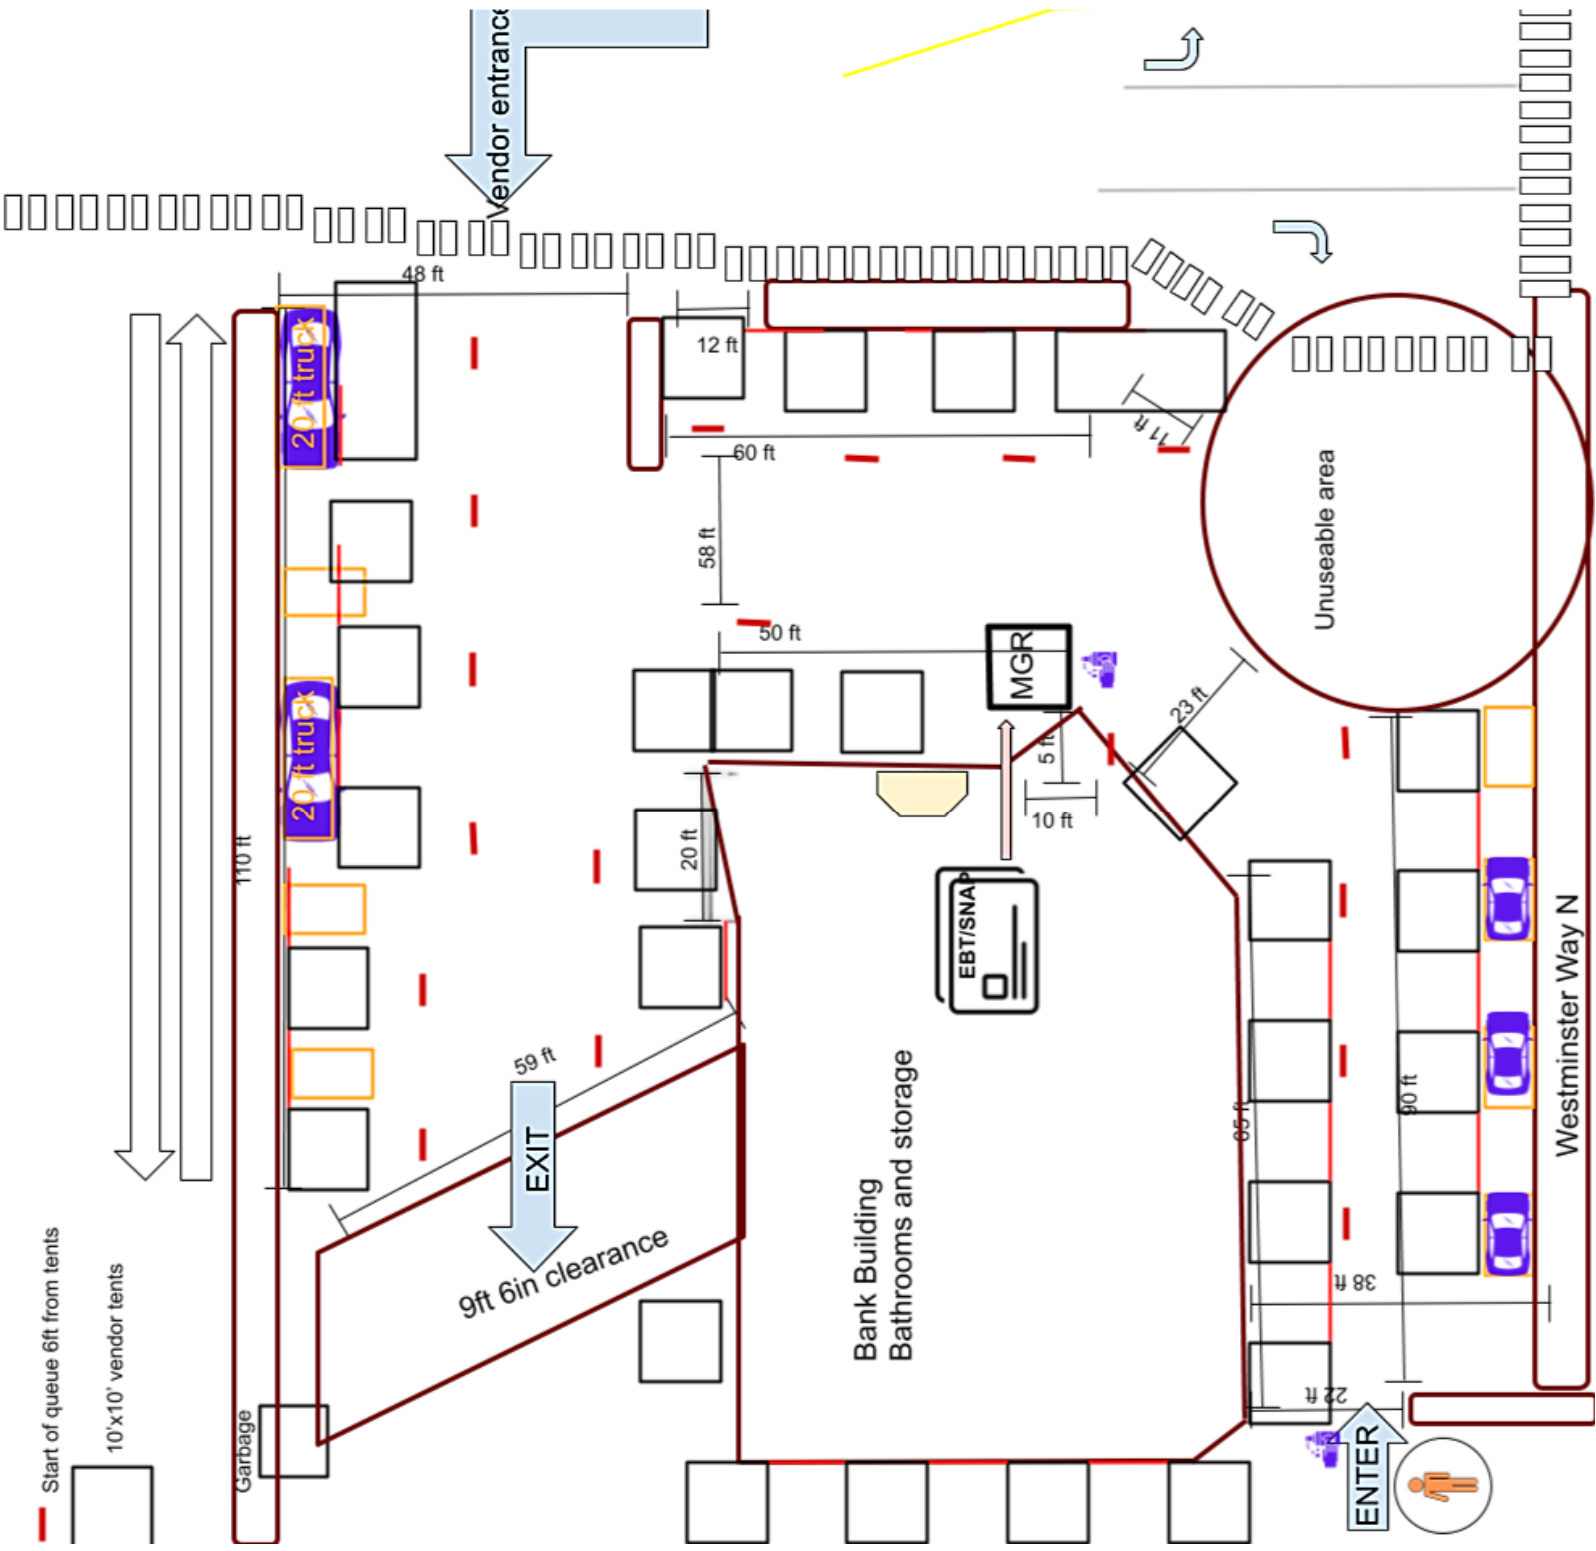 Vendor entrance
48 ft
20 ft truck
12 ft
11 ft
60 ft
58 ft
Unuseable area
50 ft
MGR
23 ft
5 ft
10 ft
20 ft truck
20 ft
110 ft
EBT/SNAP
59 ft
EXIT
9ft 6in clearance
Bank Building
Bathrooms and storage
65 ft
90 ft
Westminster Way N
38 ft
22 ft
ENTER
Garbage
Start of queue 6ft from tents
10'x10' vendor tents